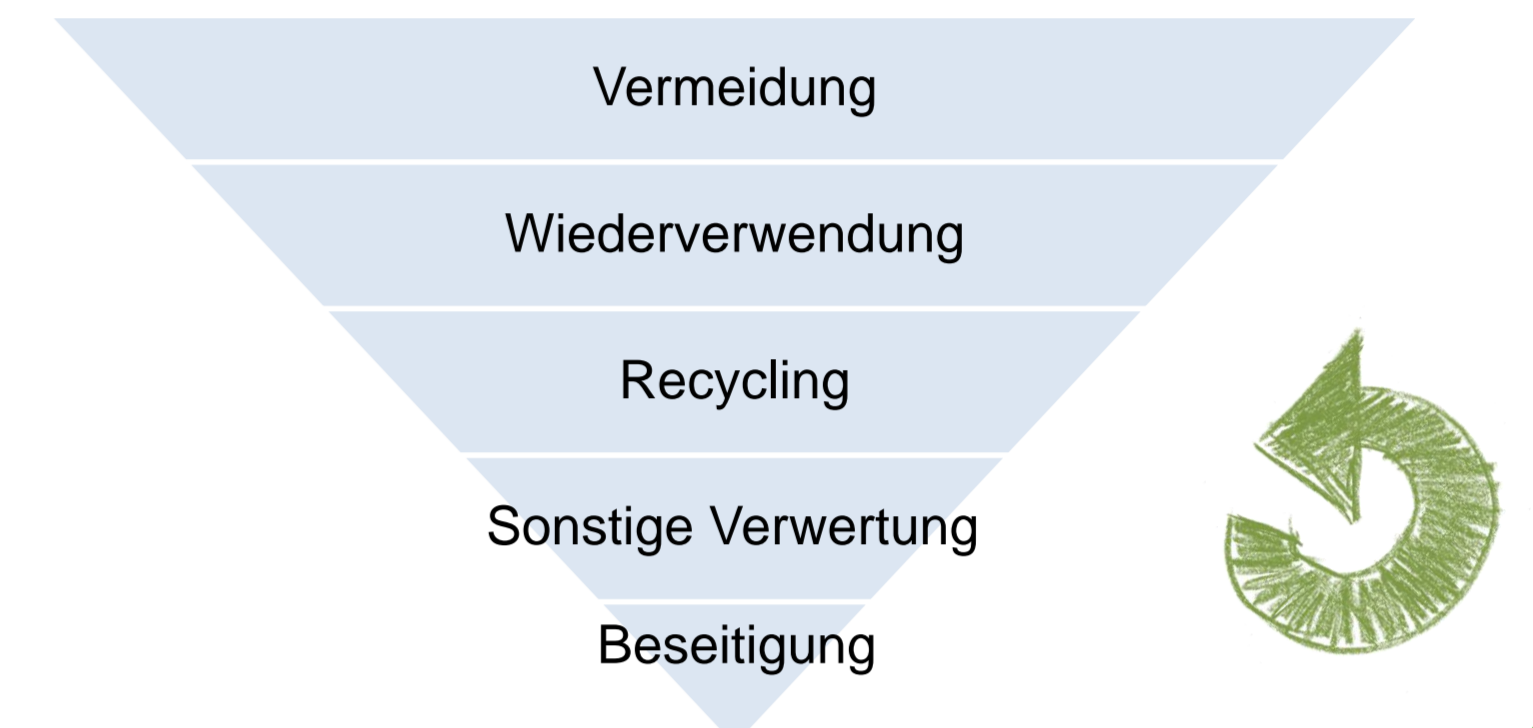 Vermeidung
Wiederverwendung
Recycling
Sonstige Verwertung
Beseitigung